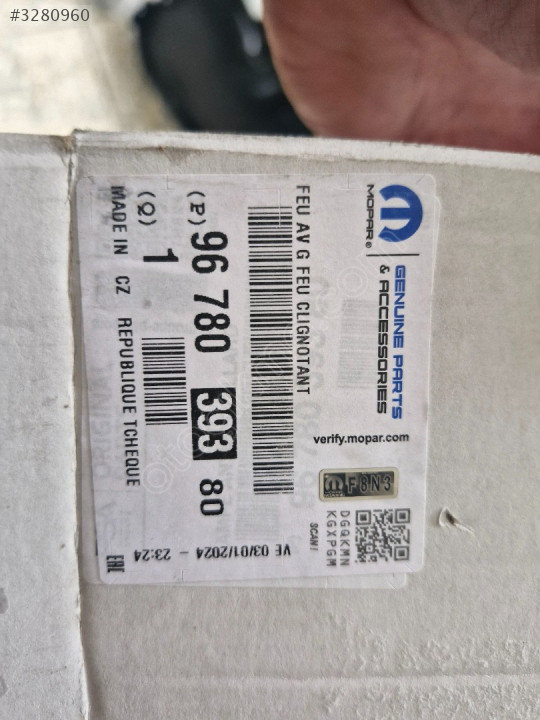 #3280960
MOPAR®
GENUINE PARTS
& ACCESSORIES
verify.mopar.com
F8N3
DGQKMN
KGXPGM
SCAN!
FEU AV G FEU CLIGNOTANT
(P) 96 780 393 80
(Q) 1
VE 03/01/2024 - 23:24
MADE IN CZ REPUBLIQUE TCHEQUE
EAC